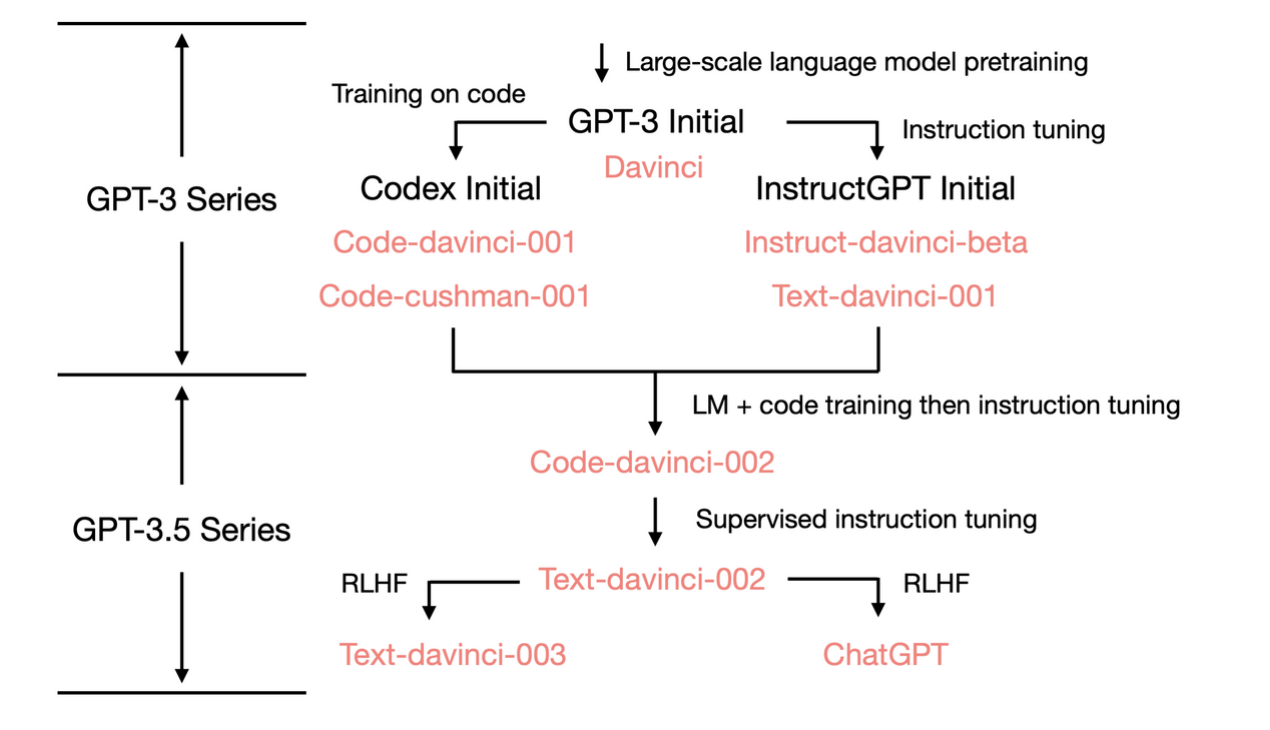 Large-scale language model pretraining
Training on code
GPT-3 Initial
Instruction tuning
Davinci
Codex Initial
InstructGPT Initial
GPT-3 Series
Code-davinci-001
Instruct-davinci-beta
Code-cushman-001
Text-davinci-001
LM + code training then instruction tuning
Code-davinci-002
Supervised instruction tuning
GPT-3.5 Series
RLHF
Text-davinci-002
RLHF
Text-davinci-003
ChatGPT